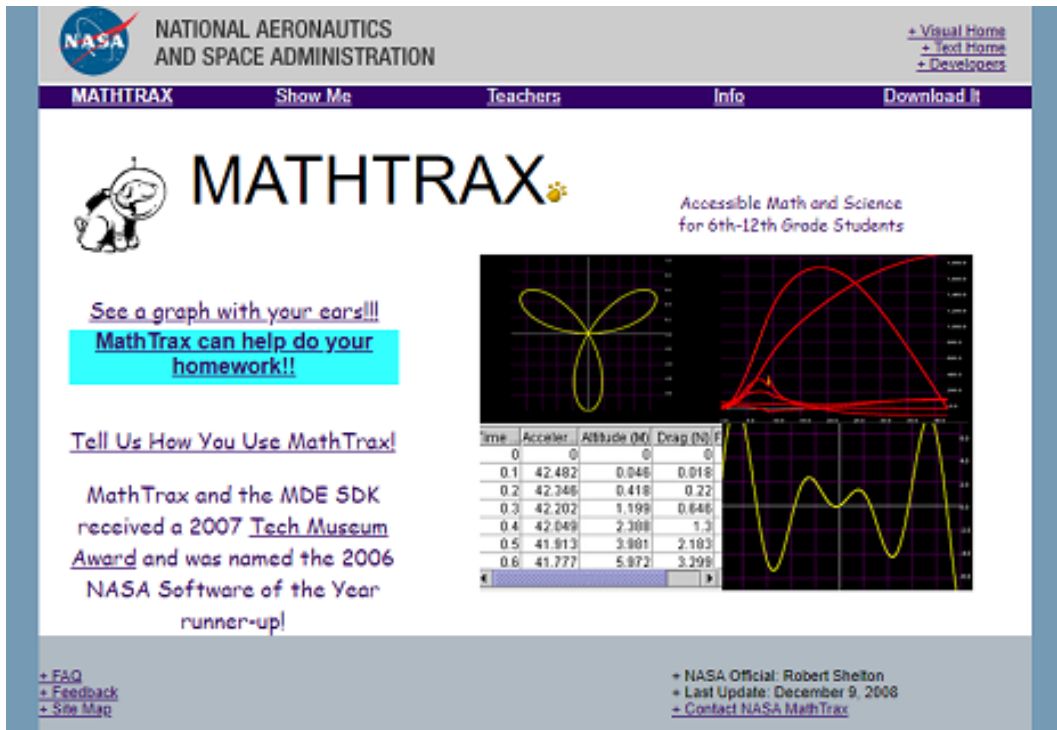 NASA
NATIONAL AERONAUTICS
AND SPACE ADMINISTRATION
+ Visual Home
+ Text Home
+ Developers
MATHTRAX Show Me Teachers Info Download It
MATHTRAX
Accessible Math and Science
for 6th-12th Grade Students
See a graph with your ears!!!
MathTrax can help do your
homework!!
Tell Us How You Use MathTrax!
MathTrax and the MDE SDK
received a 2007 Tech Museum
Award and was named the 2006
NASA Software of the Year
runner-up!
Time ... Acceler... Altitude (M) Drag (N) F
0 0 0 0
0.1 42.482 0.046 0.018
0.2 42.346 0.418 0.22
0.3 42.202 1.199 0.646
0.4 42.049 2.388 1.3
0.5 41.913 3.981 2.183
0.6 41.777 5.972 3.299
+ FAQ
+ Feedback
+ Site Map
+ NASA Official: Robert Shelton
+ Last Update: December 9, 2008
+ Contact NASA MathTrax